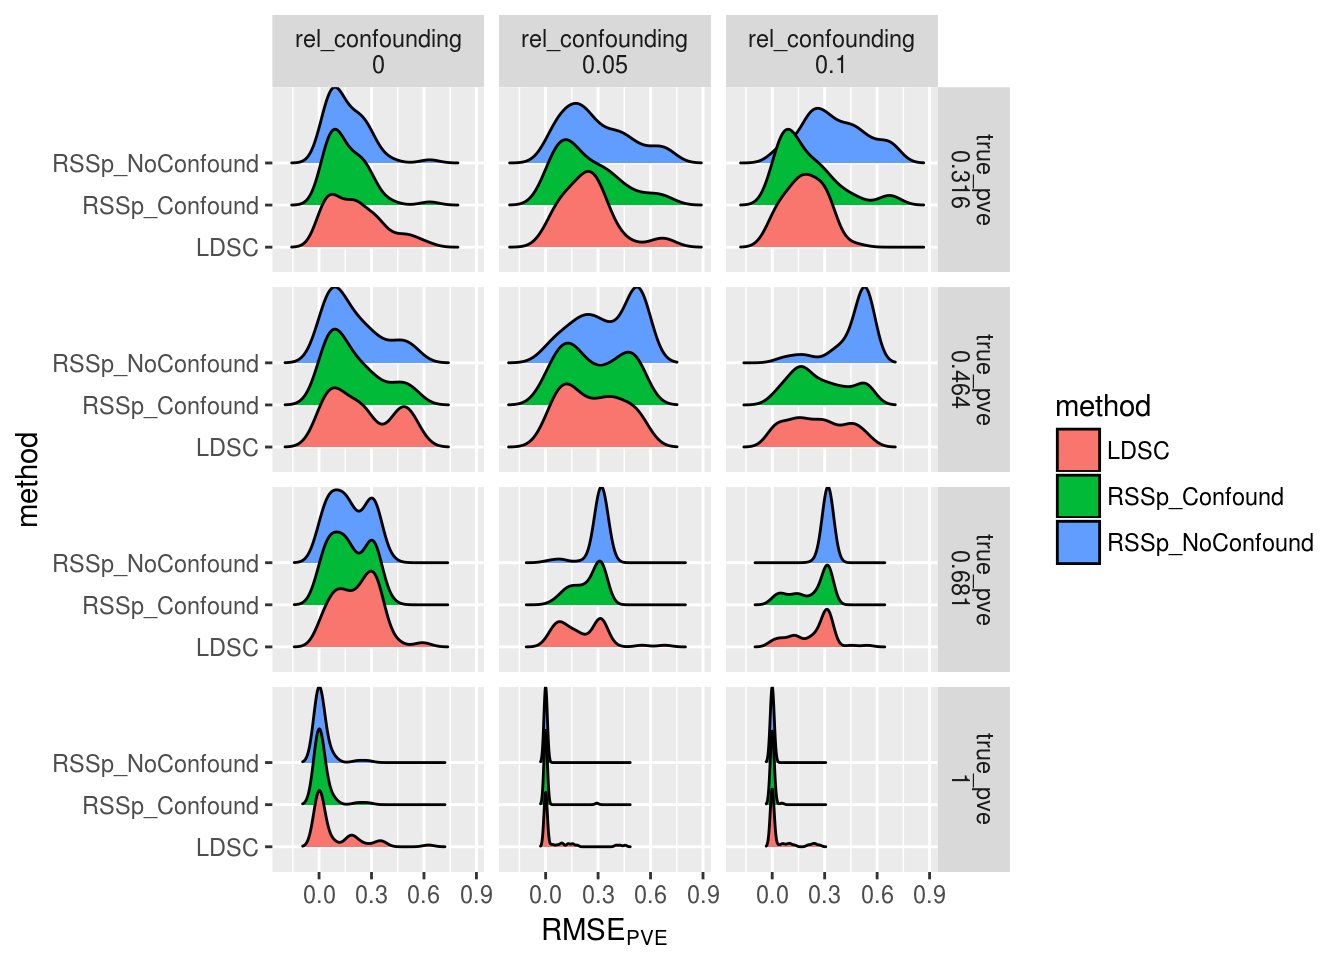 rel_confounding
0
rel_confounding
0.05
rel_confounding
0.1
RSSp_NoConfound
RSSp_Confound
LDSC
true_pve
0.316
RSSp_NoConfound
RSSp_Confound
LDSC
true_pve
0.464
RSSp_NoConfound
RSSp_Confound
LDSC
true_pve
0.681
RSSp_NoConfound
RSSp_Confound
LDSC
true_pve
1
0.0 0.3 0.6 0.9
0.0 0.3 0.6 0.9
0.0 0.3 0.6 0.9
RMSE_PVE
method
method
LDSC
RSSp_Confound
RSSp_NoConfound